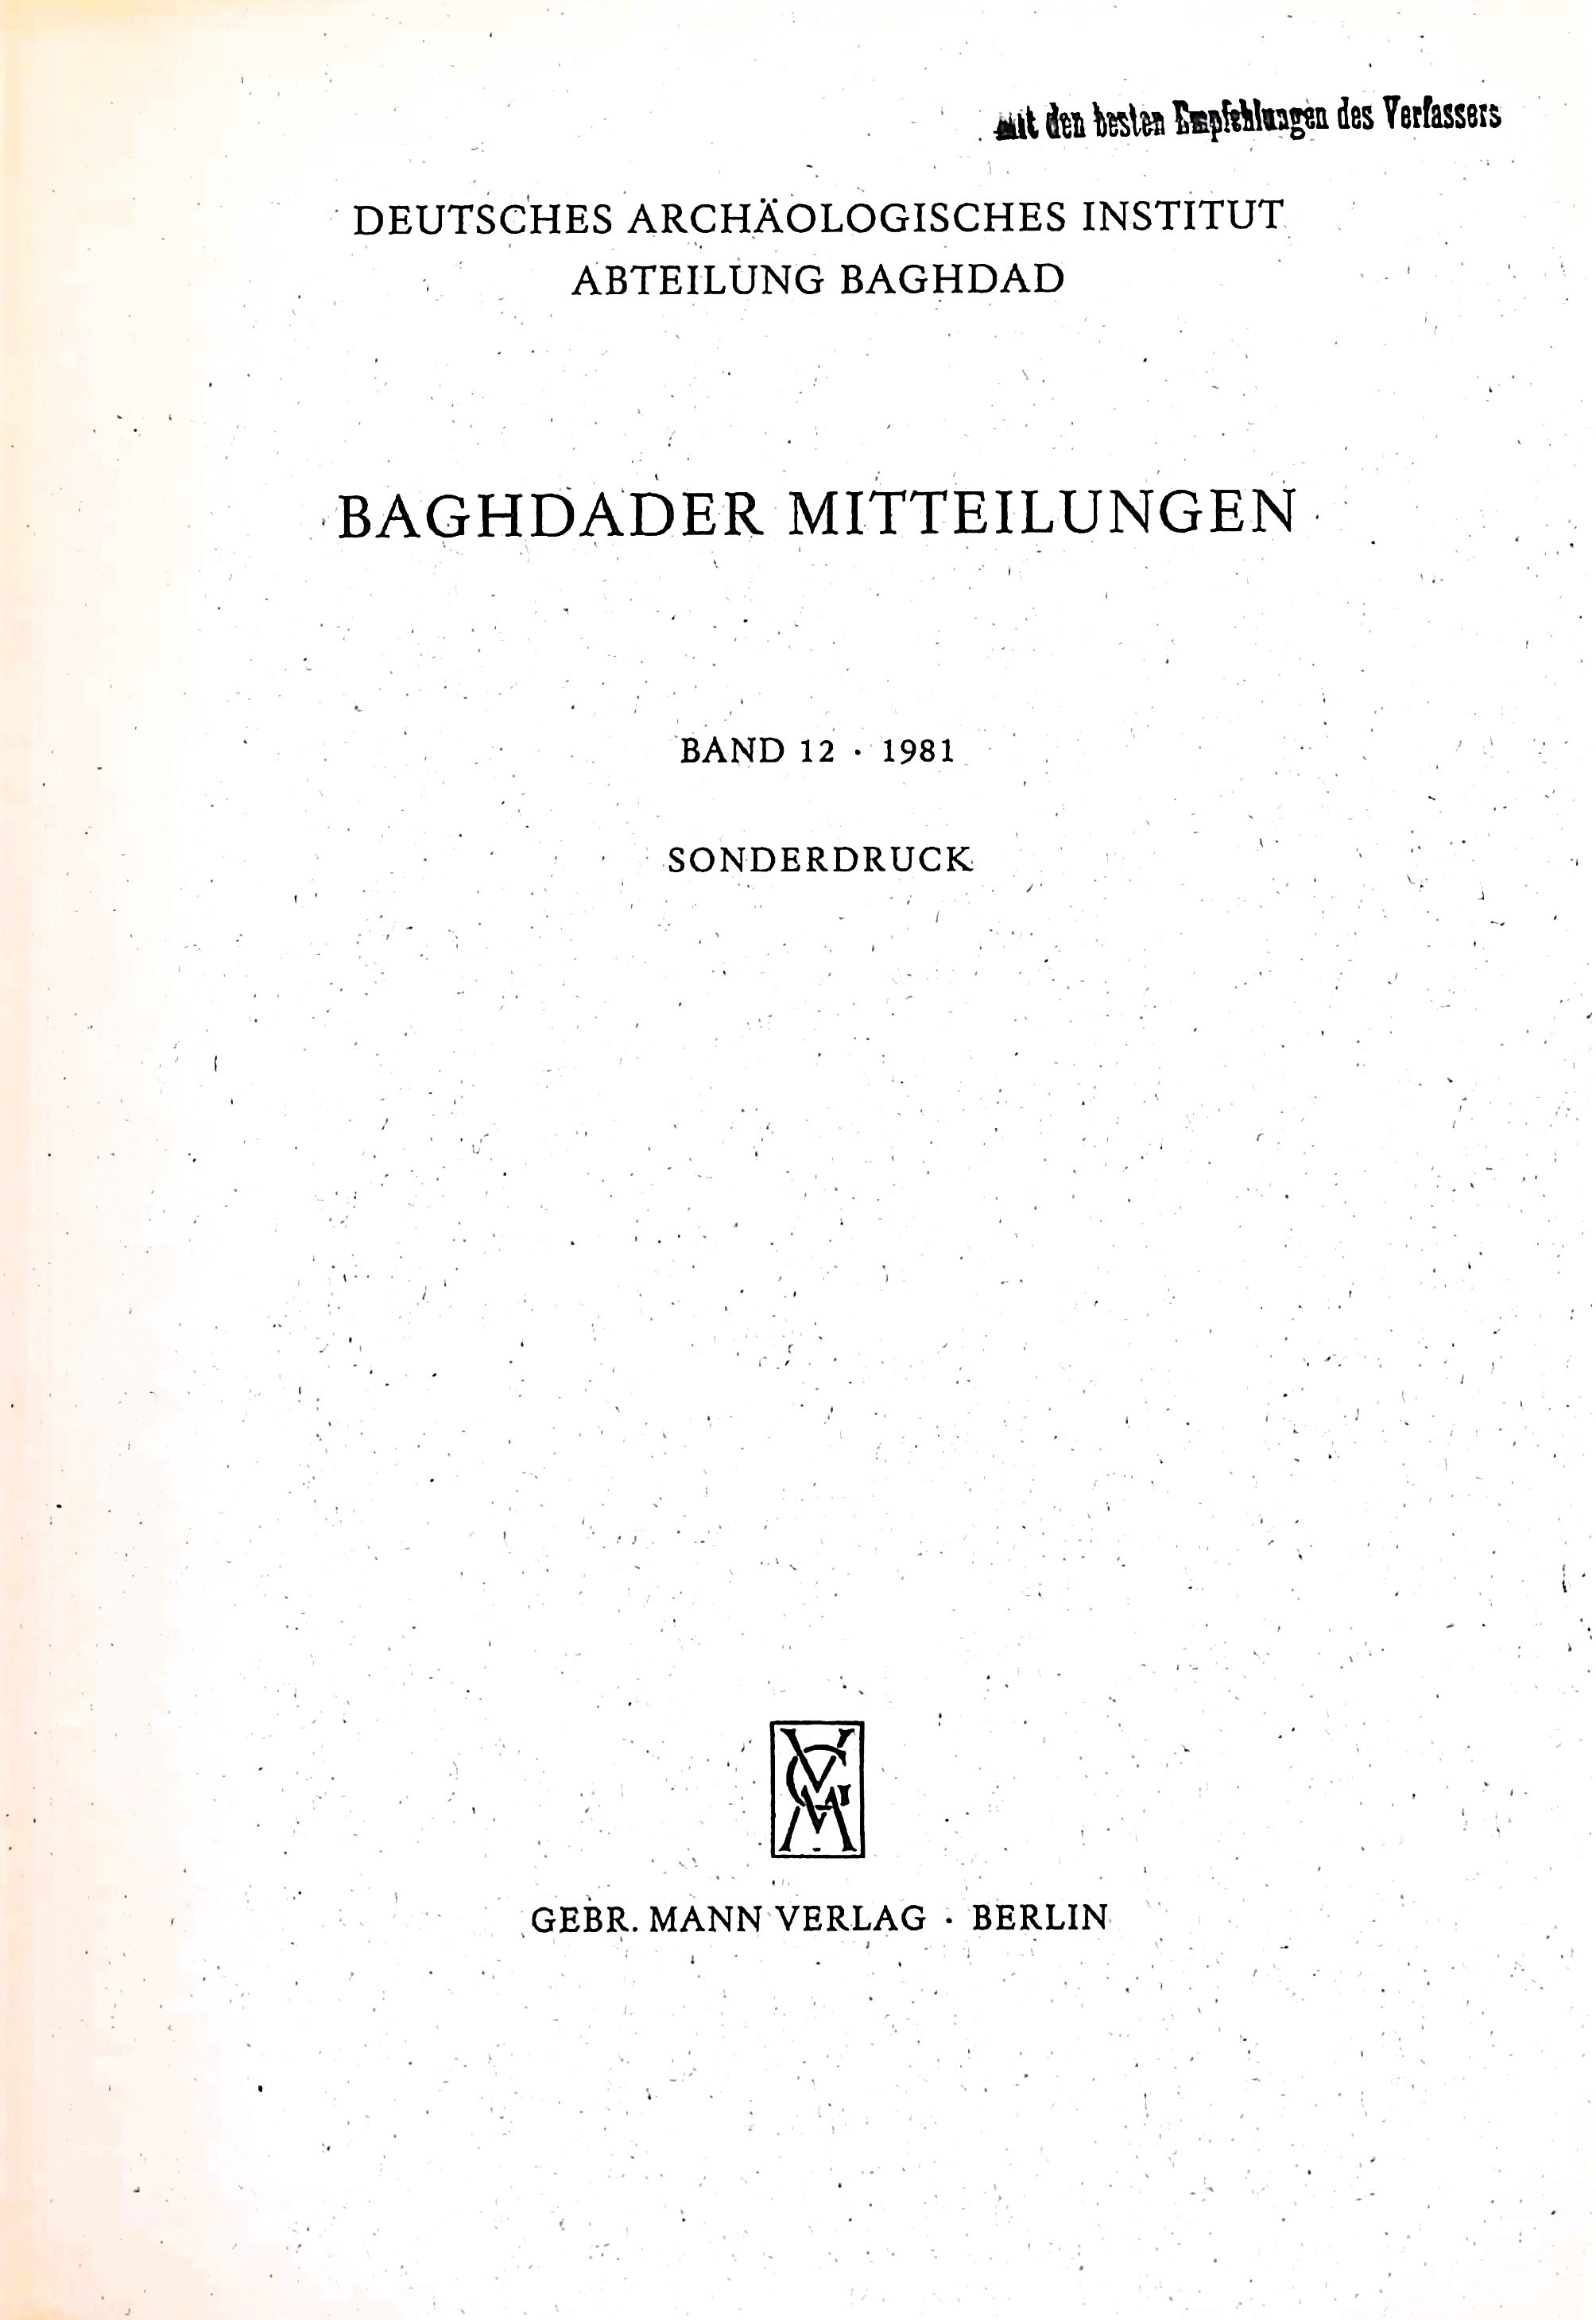 Mit den besten Empfehlungen des Verfassers
DEUTSCHES ARCHÄOLOGISCHES INSTITUT
ABTEILUNG BAGHDAD
BAGHDADER MITTEILUNGEN
BAND 12 · 1981
SONDERDRUCK
GEBR. MANN VERLAG · BERLIN